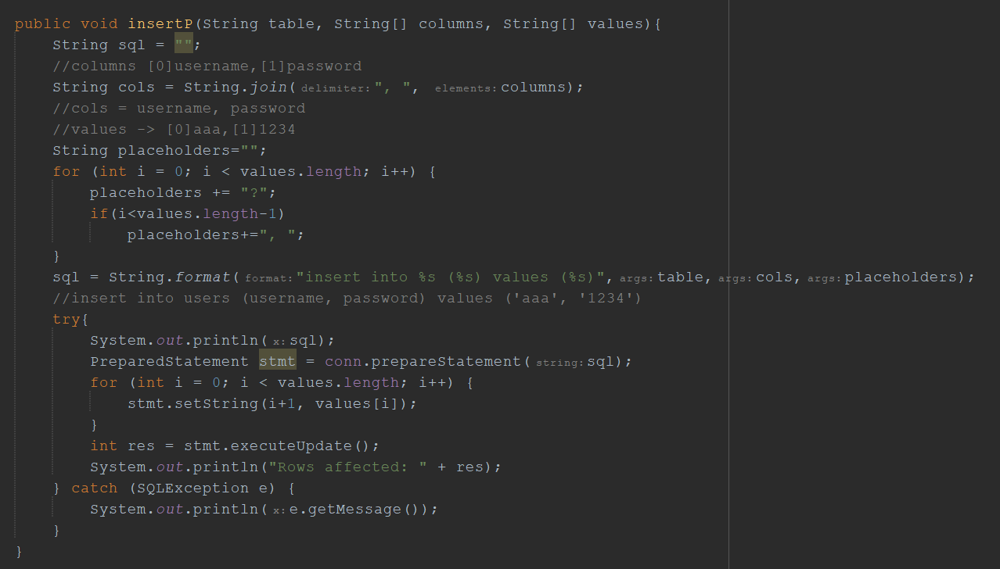 public void insertP(String table, String[] columns, String[] values){
    String sql = "";
    //columns [0]username,[1]password
    String cols = String.join( delimiter: ", ",  elements: columns);
    //cols = username, password
    //values -> [0]aaa,[1]1234
    String placeholders="";
    for (int i = 0; i < values.length; i++) {
        placeholders += "?";
        if(i<values.length-1)
            placeholders+=", ";
    }
    sql = String.format( format: "insert into %s (%s) values (%s)", args: table, args: cols, args: placeholders);
    //insert into users (username, password) values ('aaa', '1234')
    try{
        System.out.println( x: sql);
        PreparedStatement stmt = conn.prepareStatement( string: sql);
        for (int i = 0; i < values.length; i++) {
            stmt.setString(i+1, values[i]);
        }
        int res = stmt.executeUpdate();
        System.out.println("Rows affected: " + res);
    } catch (SQLException e) {
        System.out.println( x: e.getMessage());
    }
}